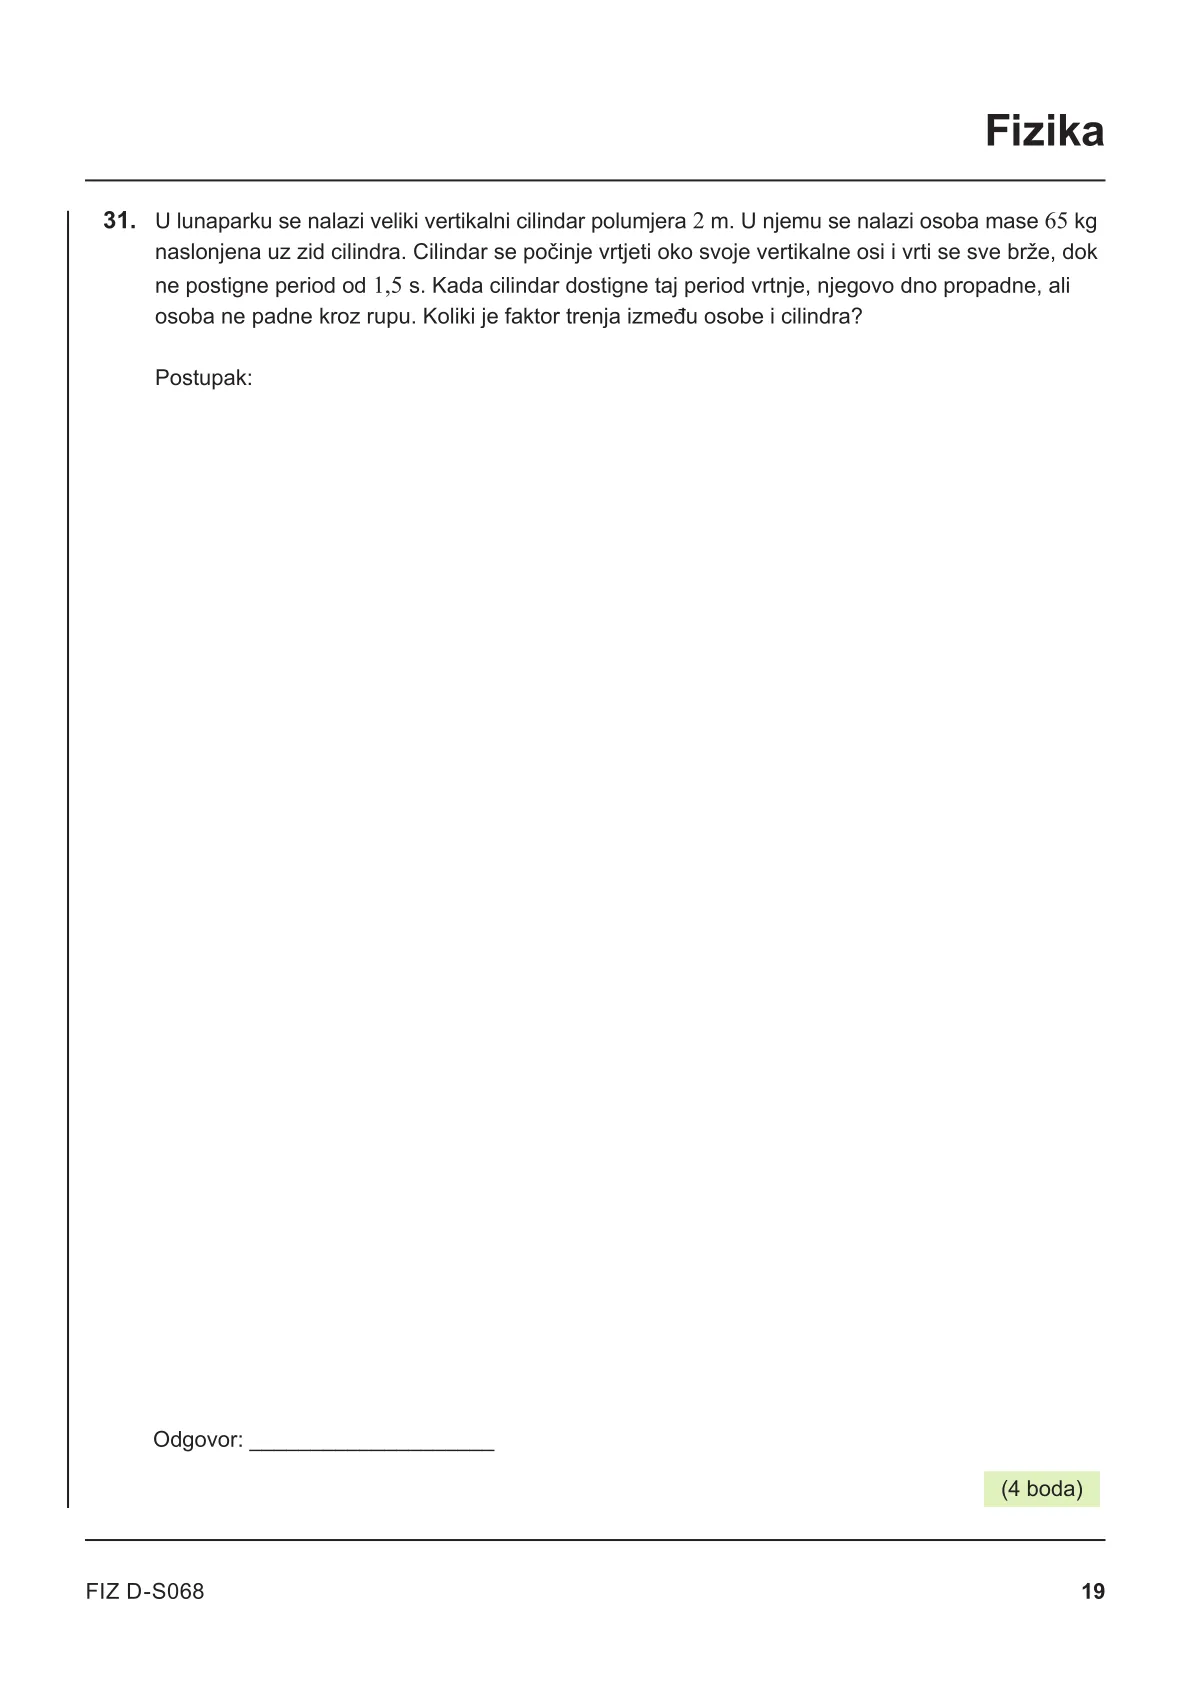 Fizika
31. U lunaparku se nalazi veliki vertikalni cilindar polumjera 2 m. U njemu se nalazi osoba mase 65 kg
naslonjena uz zid cilindra. Cilindar se počinje vrtjeti oko svoje vertikalne osi i vrti se sve brže, dok
ne postigne period od 1,5 s. Kada cilindar dostigne taj period vrtnje, njegovo dno propadne, ali
osoba ne padne kroz rupu. Koliki je faktor trenja između osobe i cilindra?
Postupak:
Odgovor: ____________________
(4 boda)
FIZ D-S068
19